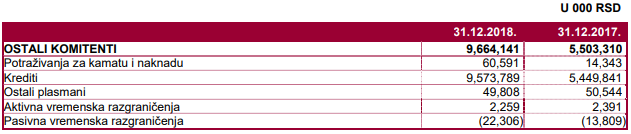 U 000 RSD
31.12.2018. 31.12.2017.
OSTALI KOMITENTI 9,664,141 5,503,310
Potraživanja za kamatu i naknadu 60,591 14,343
Krediti 9,573,789 5,449,841
Ostali plasmani 49,808 50,544
Aktivna vremenska razgraničenja 2,259 2,391
Pasivna vremenska razgraničenja (22,306) (13,809)